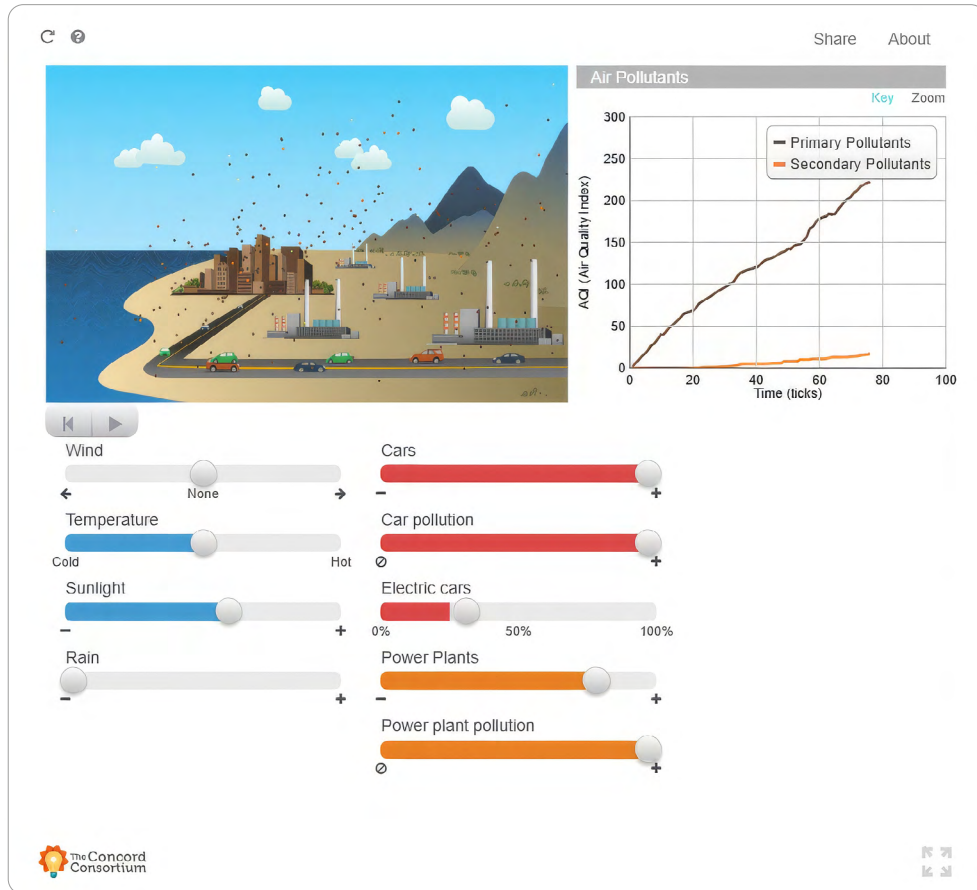 Share About
Air Pollutants
Key Zoom
300
250
200
150
100
50
0
AQI (Air Quality Index)
Primary Pollutants
Secondary Pollutants
0 20 40 60 80 100
Time (ticks)
Wind
None
Temperature
Cold Hot
Sunlight
- +
Rain
- +
Cars
- +
Car pollution
+
Electric cars
0% 50% 100%
Power Plants
- +
Power plant pollution
+
The Concord
Consortium